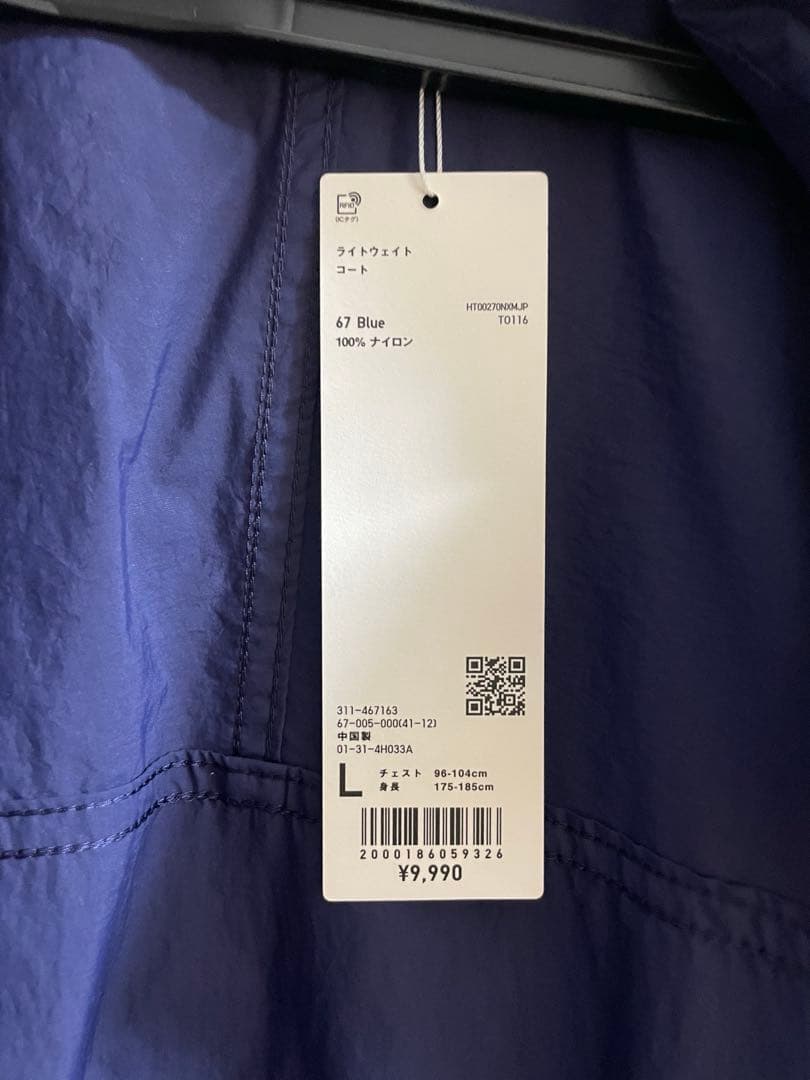 RFID
(ICタグ)
ライトウェイト
コート
HT00270NXMJP
67 Blue T0116
100% ナイロン
311-467163
67-005-000(41-12)
中国製
01-31-4H033A
L チェスト 96-104cm
身長 175-185cm
2000186059326
¥9,990